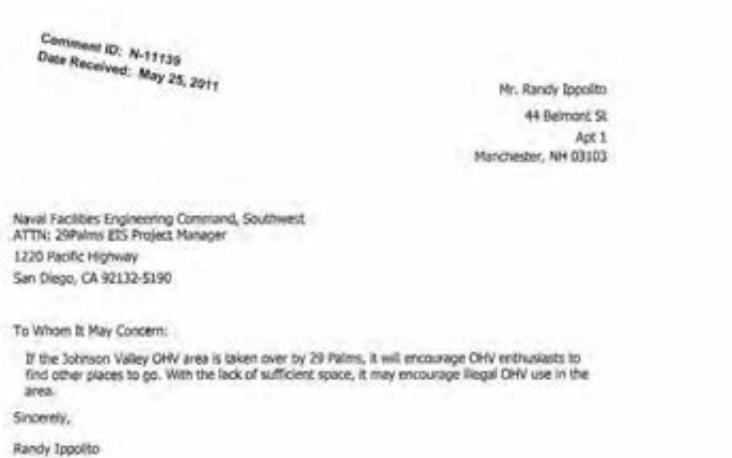 Comment ID: N-11139
Date Received: May 25, 2011
Mr. Randy Ippolito
44 Belmont St
Apt 1
Manchester, NH 03103
Naval Facilities Engineering Command, Southwest
ATTN: 29Palms EIS Project Manager
1220 Pacific Highway
San Diego, CA 92132-5190
To Whom It May Concern:
If the Johnson Valley OHV area is taken over by 29 Palms, it will encourage OHV enthusiasts to
find other places to go. With the lack of sufficient space, it may encourage illegal OHV use in the
area.
Sincerely,
Randy Ippolito